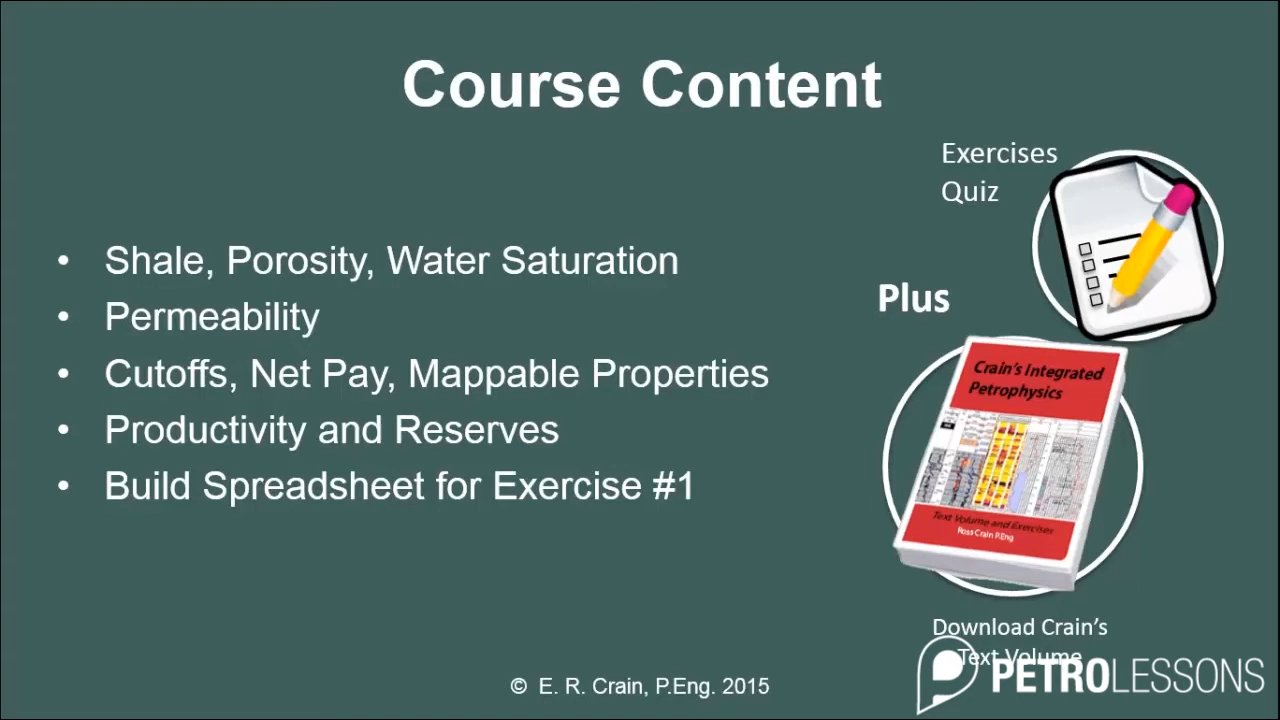 Course Content
Exercises
Quiz
• Shale, Porosity, Water Saturation
• Permeability
• Cutoffs, Net Pay, Mappable Properties
• Productivity and Reserves
• Build Spreadsheet for Exercise #1
Plus
Crain's Integrated
Petrophysics
Text Volume and Exercises
Ross Crain P.Eng
Download Crain's
Text Volume
PETROLESSONS
© E. R. Crain, P.Eng. 2015